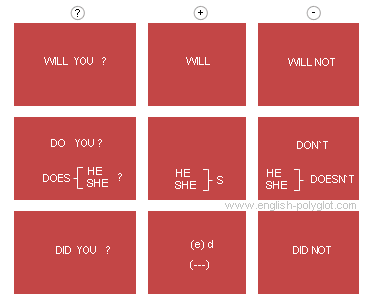 ? + -
WILL YOU ? WILL WILL NOT
DO YOU ?
DOES HE SHE ?
HE SHE S
DON`T
HE SHE DOESN`T
www.english-polyglot.com
DID YOU ?
(e) d
(---)
DID NOT